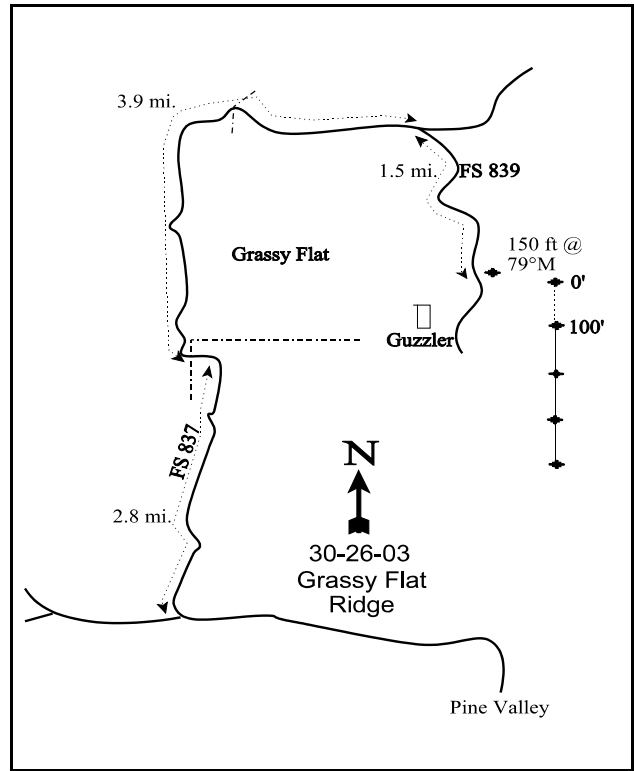 3.9 mi.
1.5 mi.
FS 839
150 ft @
79°M
Grassy Flat
0'
100'
Guzzler
FS 837
N
2.8 mi.
30-26-03
Grassy Flat
Ridge
Pine Valley